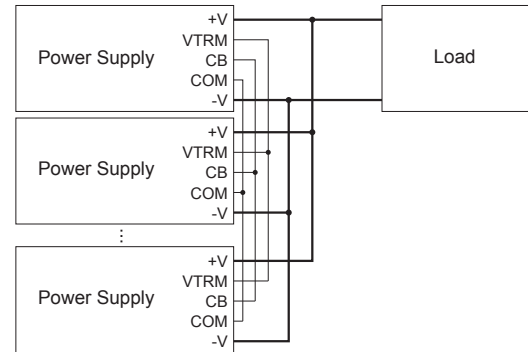 +V
VTRM
Power Supply CB
COM
-V
Load
+V
VTRM
Power Supply CB
COM
-V
⋮
+V
VTRM
Power Supply CB
COM
-V